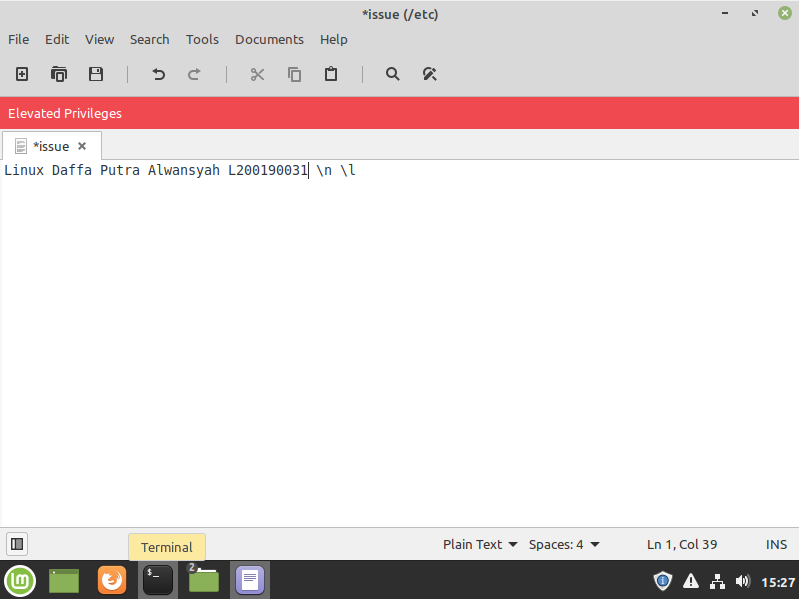 *issue (/etc)
File Edit View Search Tools Documents Help
Elevated Privileges
*issue
Linux Daffa Putra Alwansyah L200190031 \n \l
Plain Text Spaces: 4 Ln 1, Col 39 INS
Terminal
$_ 2 15:27